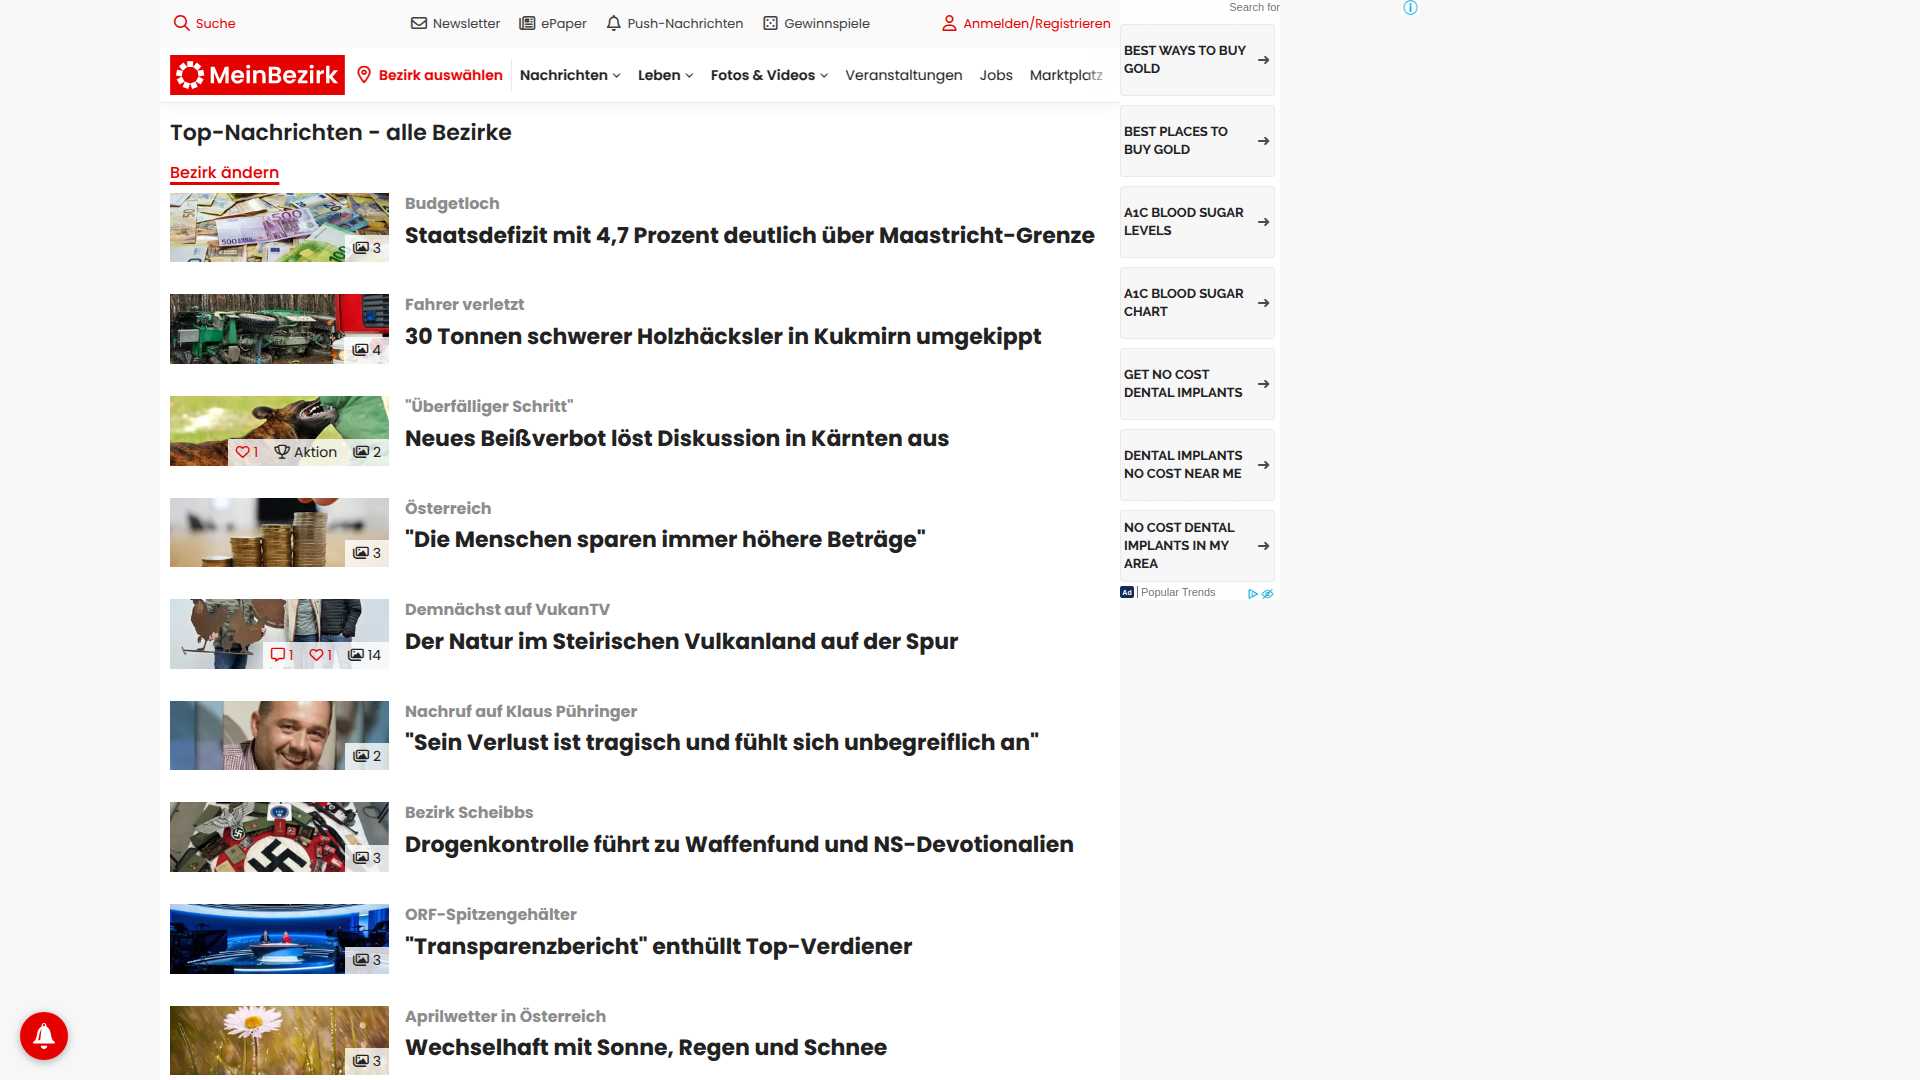 Suche
Newsletter
ePaper
Push-Nachrichten
Gewinnspiele
Anmelden/Registrieren
MeinBezirk
Bezirk auswählen
Nachrichten
Leben
Fotos & Videos
Veranstaltungen
Jobs
Marktplatz
Top-Nachrichten - alle Bezirke
Bezirk ändern
3
Budgetloch
Staatsdefizit mit 4,7 Prozent deutlich über Maastricht-Grenze
4
Fahrer verletzt
30 Tonnen schwerer Holzhäcksler in Kukmirn umgekippt
1 Aktion 2
"Überfälliger Schritt"
Neues Beißverbot löst Diskussion in Kärnten aus
3
Österreich
"Die Menschen sparen immer höhere Beträge"
1 1 14
Demnächst auf VukanTV
Der Natur im Steirischen Vulkanland auf der Spur
2
Nachruf auf Klaus Pühringer
"Sein Verlust ist tragisch und fühlt sich unbegreiflich an"
3
Bezirk Scheibbs
Drogenkontrolle führt zu Waffenfund und NS-Devotionalien
3
ORF-Spitzengehälter
"Transparenzbericht" enthüllt Top-Verdiener
3
Aprilwetter in Österreich
Wechselhaft mit Sonne, Regen und Schnee
Search for
BEST WAYS TO BUY
GOLD
BEST PLACES TO
BUY GOLD
A1C BLOOD SUGAR
LEVELS
A1C BLOOD SUGAR
CHART
GET NO COST
DENTAL IMPLANTS
DENTAL IMPLANTS
NO COST NEAR ME
NO COST DENTAL
IMPLANTS IN MY
AREA
Ad | Popular Trends